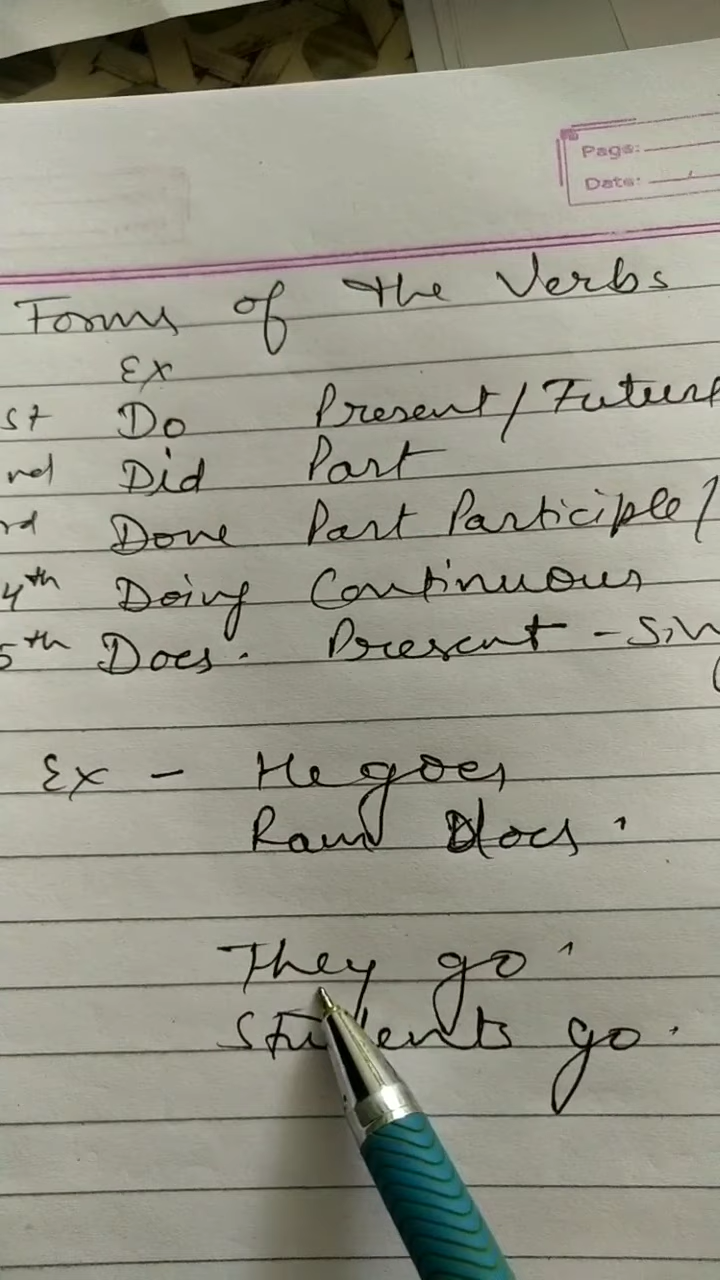 Page:
Date:
Forms of the Verbs
Ex
st Do Present / Future
nd Did Past
rd Done Past Participle /
4th Doing Continuous
5th Does. Present - Sin
Ex - He goes
Ram does.
They go.
Students go.